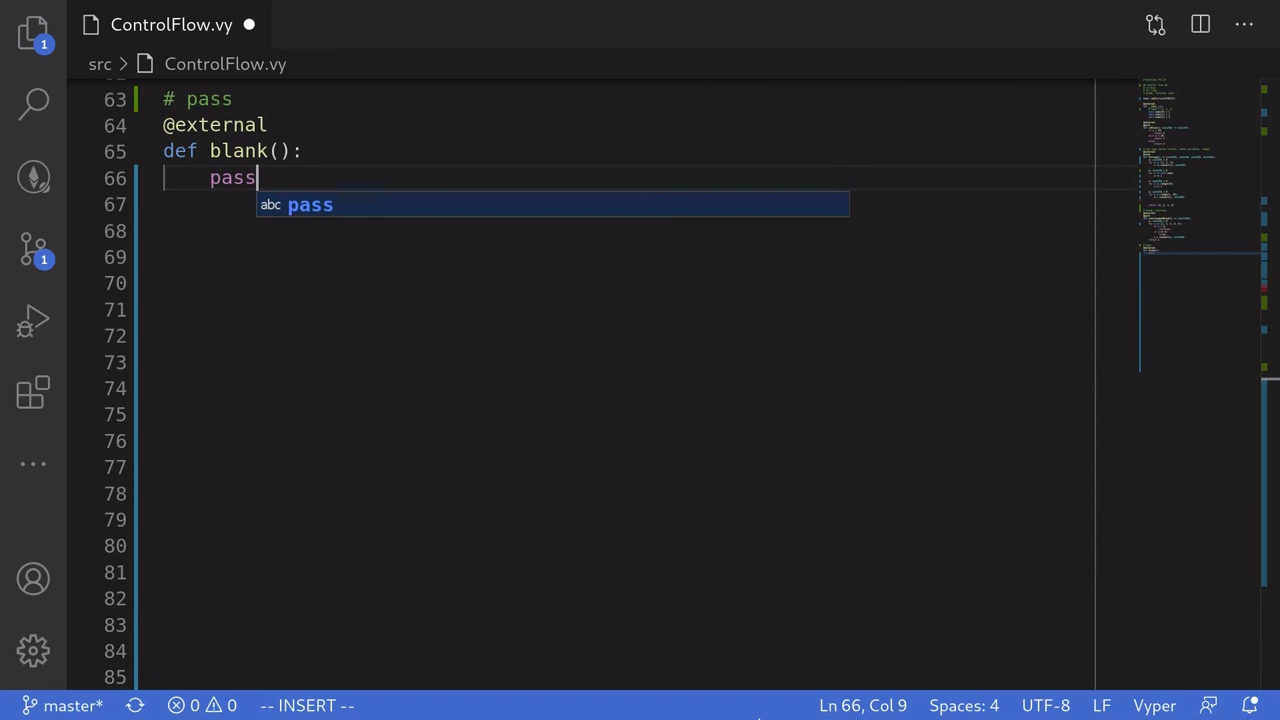 ControlFlow.vy
1
src > ControlFlow.vy
63 # pass
64 @external
65 def blank():
66 pass
67 abc pass
68
69
70
71
72
73
74
75
76
77
78
79
80
81
82
83
84
85
1
master* 0 0 -- INSERT -- Ln 66, Col 9 Spaces: 4 UTF-8 LF Vyper